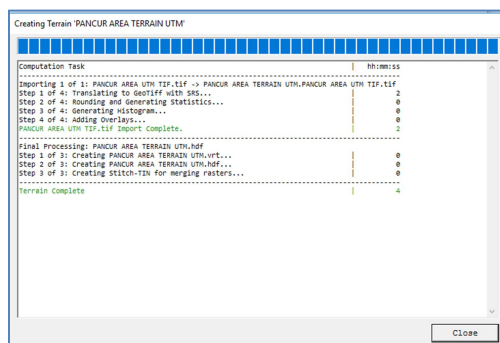 Creating Terrain 'PANCUR AREA TERRAIN UTM'
Computation Task | hh:mm:ss
Importing 1 of 1: PANCUR AREA UTM TIF.tif -> PANCUR AREA TERRAIN UTM.PANCUR AREA UTM TIF.tif
Step 1 of 4: Translating to GeoTiff with SRS... | 2
Step 2 of 4: Rounding and Generating Statistics... | 0
Step 3 of 4: Generating Histogram... | 0
Step 4 of 4: Adding Overlays... | 0
PANCUR AREA UTM TIF.tif Import Complete. | 2
Final Processing: PANCUR AREA TERRAIN UTM.hdf
Step 1 of 3: Creating PANCUR AREA TERRAIN UTM.vrt... | 0
Step 2 of 3: Creating PANCUR AREA TERRAIN UTM.hdf... | 0
Step 3 of 3: Creating Stitch-TIN for merging rasters... | 0
Terrain Complete | 4
Close